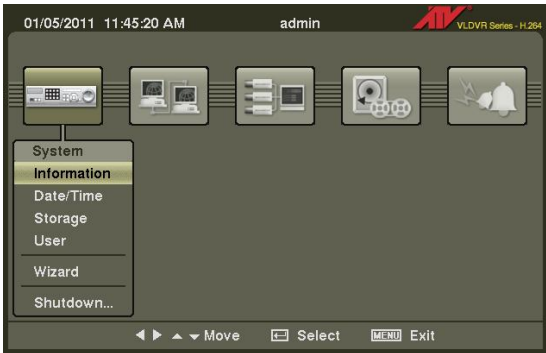 01/05/2011 11:45:20 AM admin ATV VLDVR Series - H.264
System
Information
Date/Time
Storage
User
Wizard
Shutdown...
Move Select MENU Exit